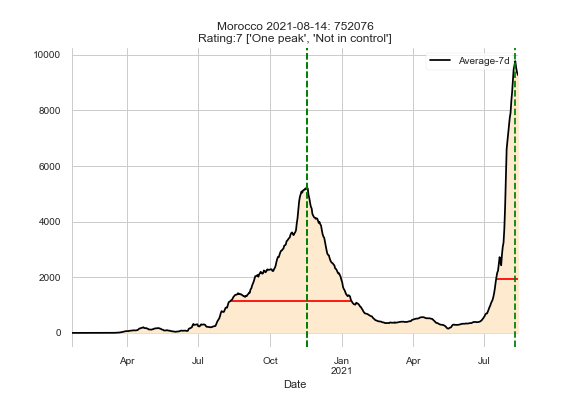 Morocco 2021-08-14: 752076
Rating:7 ['One peak', 'Not in control']
Average-7d
10000
8000
6000
4000
2000
0
Apr Jul Oct Jan Apr Jul
2021
Date